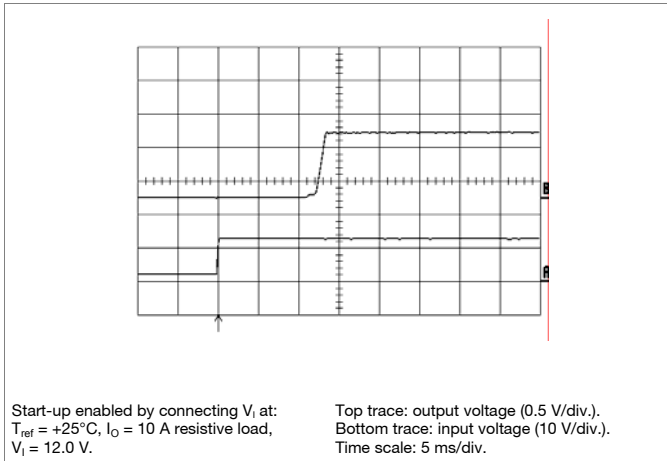 B
A
Start-up enabled by connecting V_I at:
T_ref = +25°C, I_O = 10 A resistive load,
V_I = 12.0 V.
Top trace: output voltage (0.5 V/div.).
Bottom trace: input voltage (10 V/div.).
Time scale: 5 ms/div.